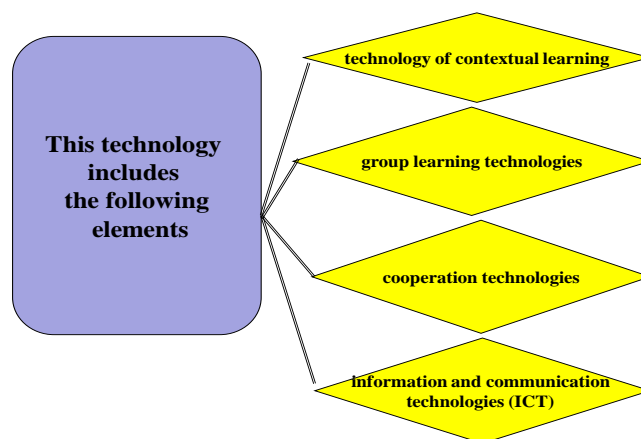 This technology
includes
the following
elements
technology of contextual learning
group learning technologies
cooperation technologies
information and communication
technologies (ICT)